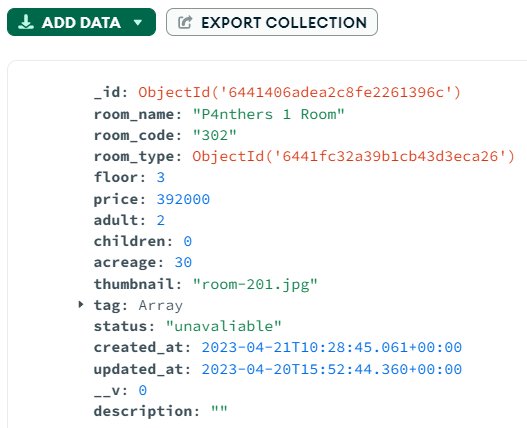 ADD DATA
EXPORT COLLECTION
_id: ObjectId('6441406adea2c8fe2261396c')
room_name: "P4nthers 1 Room"
room_code: "302"
room_type: ObjectId('6441fc32a39b1cb43d3eca26')
floor: 3
price: 392000
adult: 2
children: 0
acreage: 30
thumbnail: "room-201.jpg"
tag: Array
status: "unavaliable"
created_at: 2023-04-21T10:28:45.061+00:00
updated_at: 2023-04-20T15:52:44.360+00:00
__v: 0
description: ""